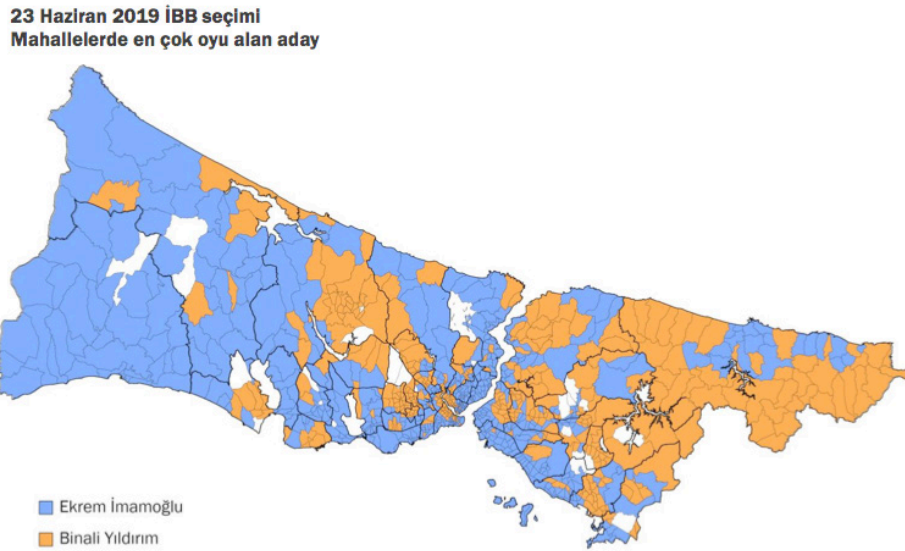 23 Haziran 2019 İBB seçimi
Mahallelerde en çok oyu alan aday
Ekrem İmamoğlu
Binali Yıldırım